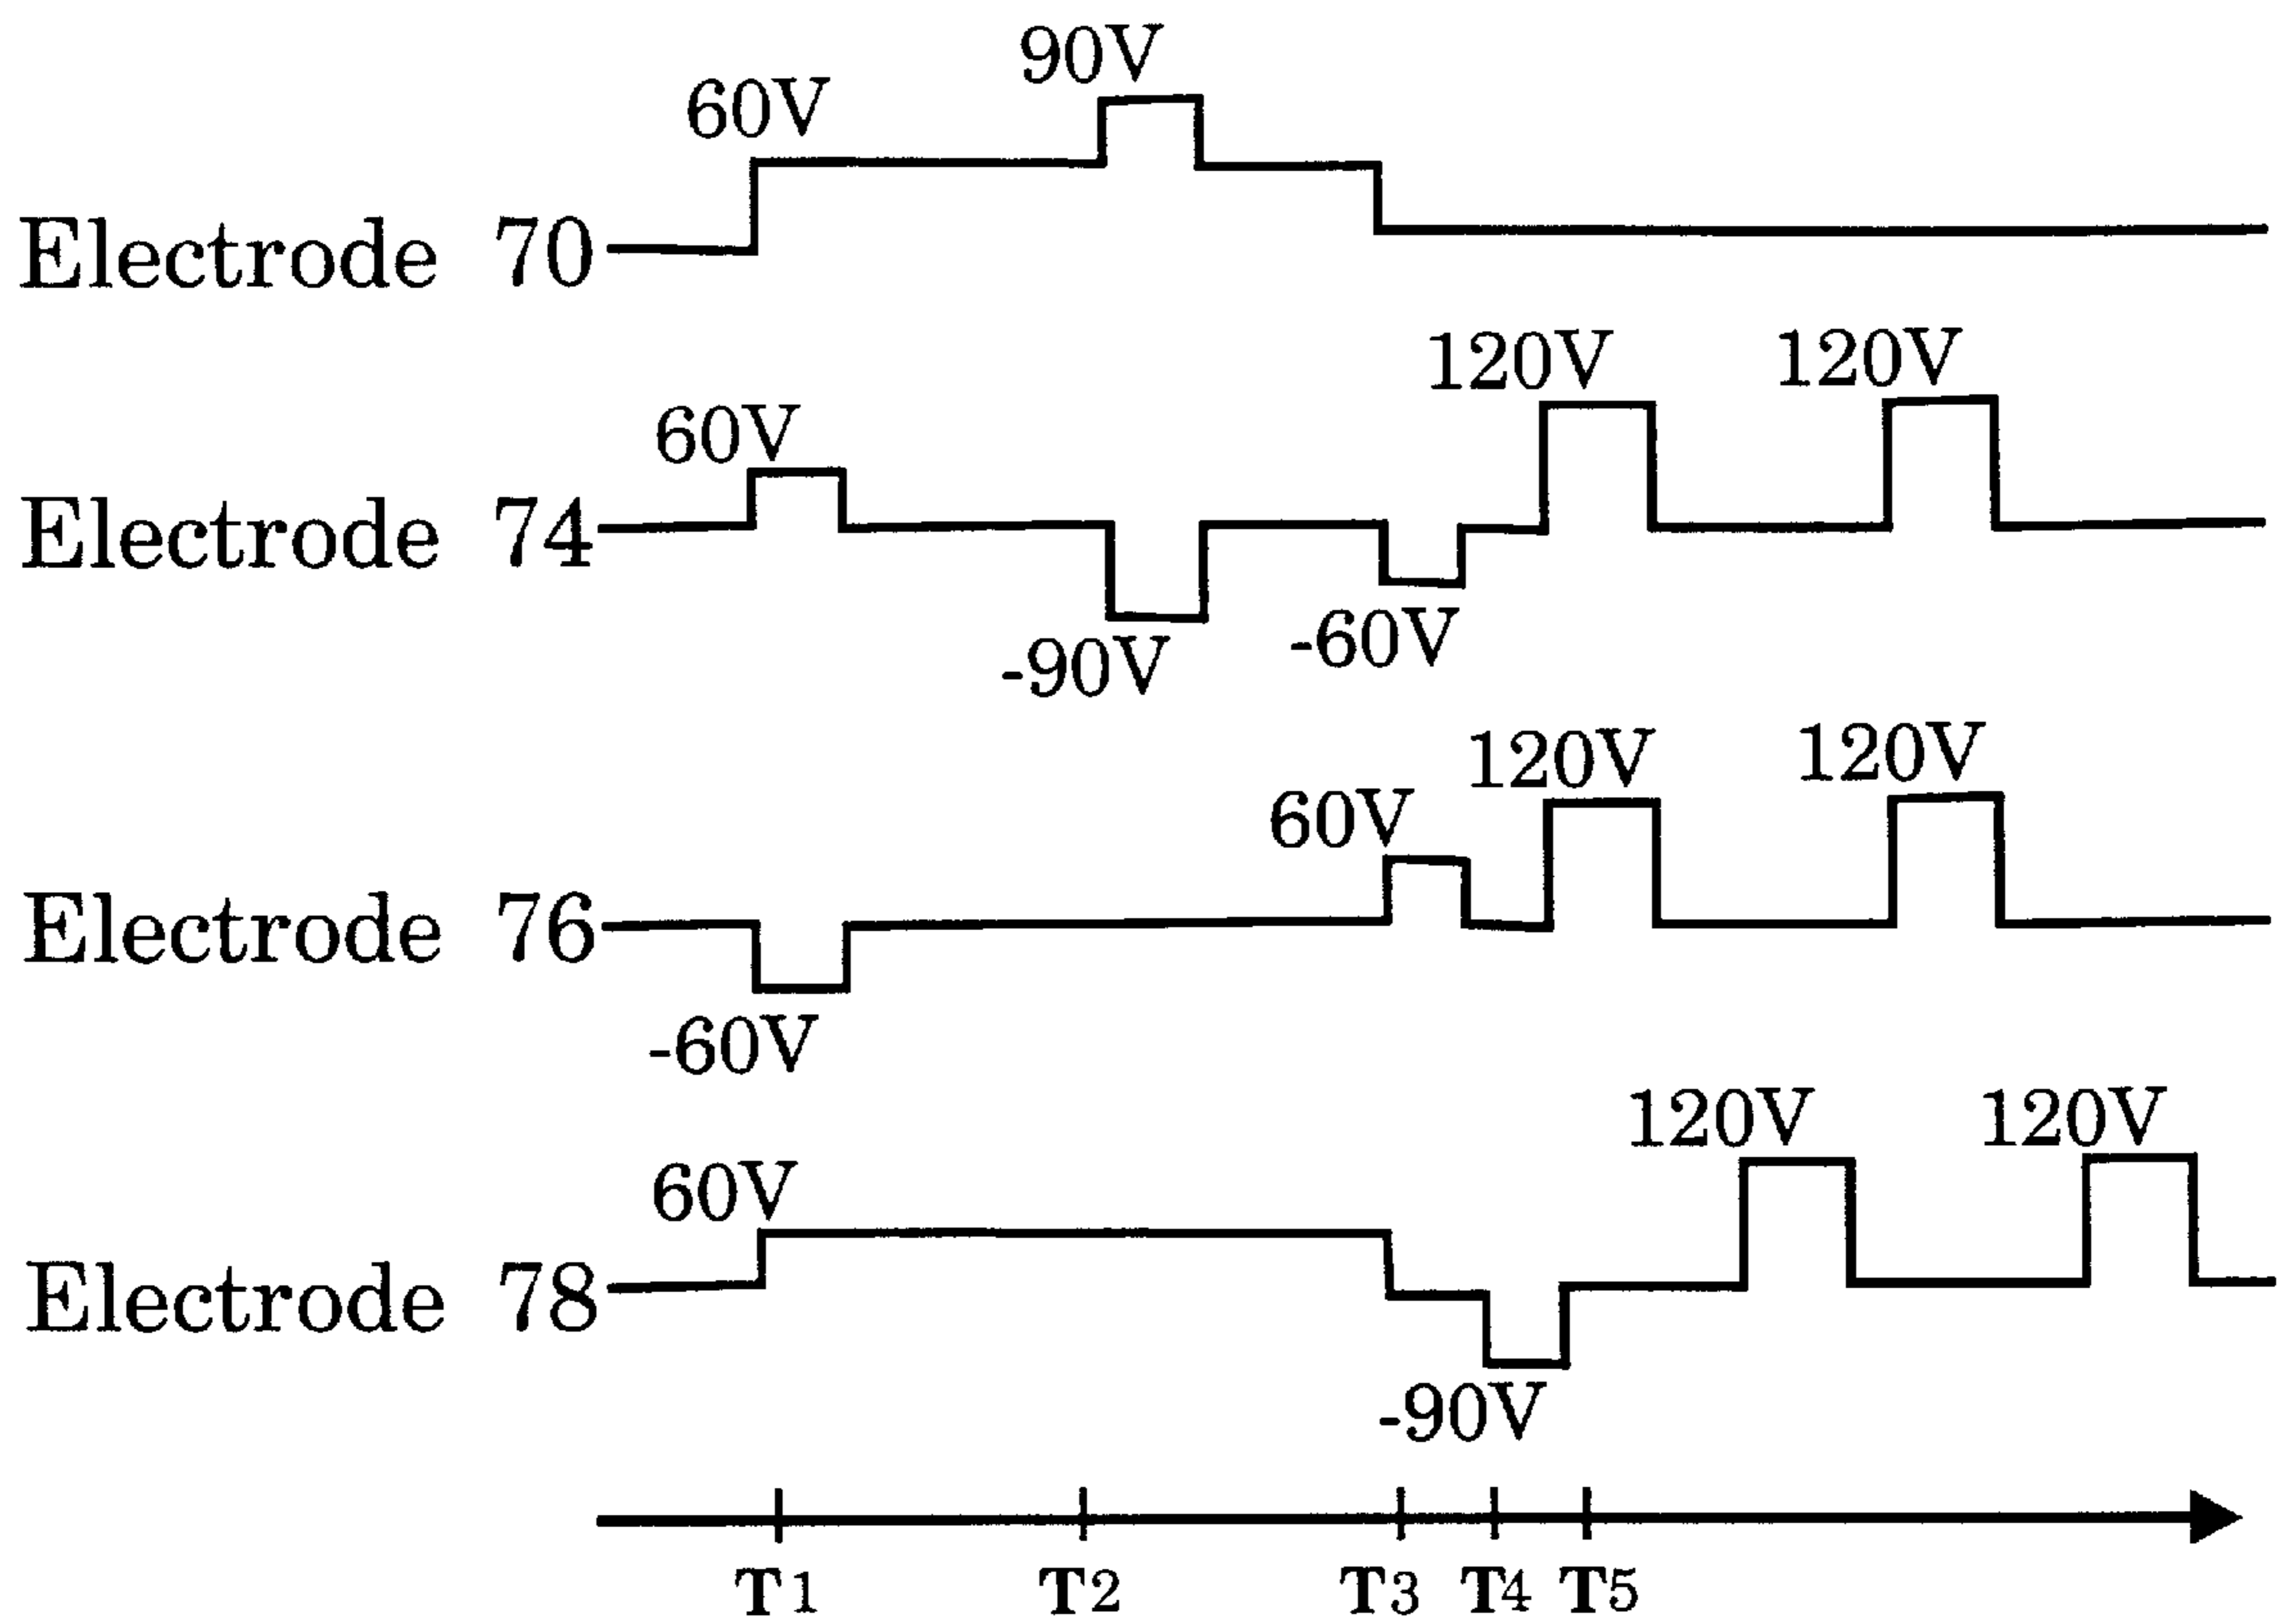 90V
60V
Electrode 70
120V 120V
60V
Electrode 74
-90V -60V
120V 120V
60V
Electrode 76
-60V
120V 120V
60V
Electrode 78
-90V
T1 T2 T3 T4 T5